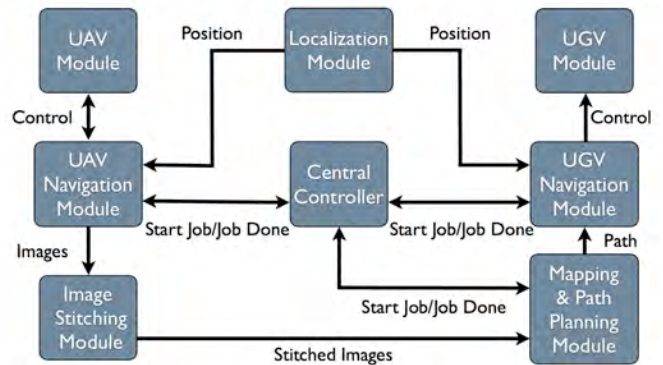 UAV
Module
Position
Localization
Module
Position
UGV
Module
Control
Control
UAV
Navigation
Module
Central
Controller
UGV
Navigation
Module
Start Job/Job Done
Start Job/Job Done
Images
Path
Image
Stitching
Module
Start Job/Job Done
Mapping
& Path
Planning
Module
Stitched Images